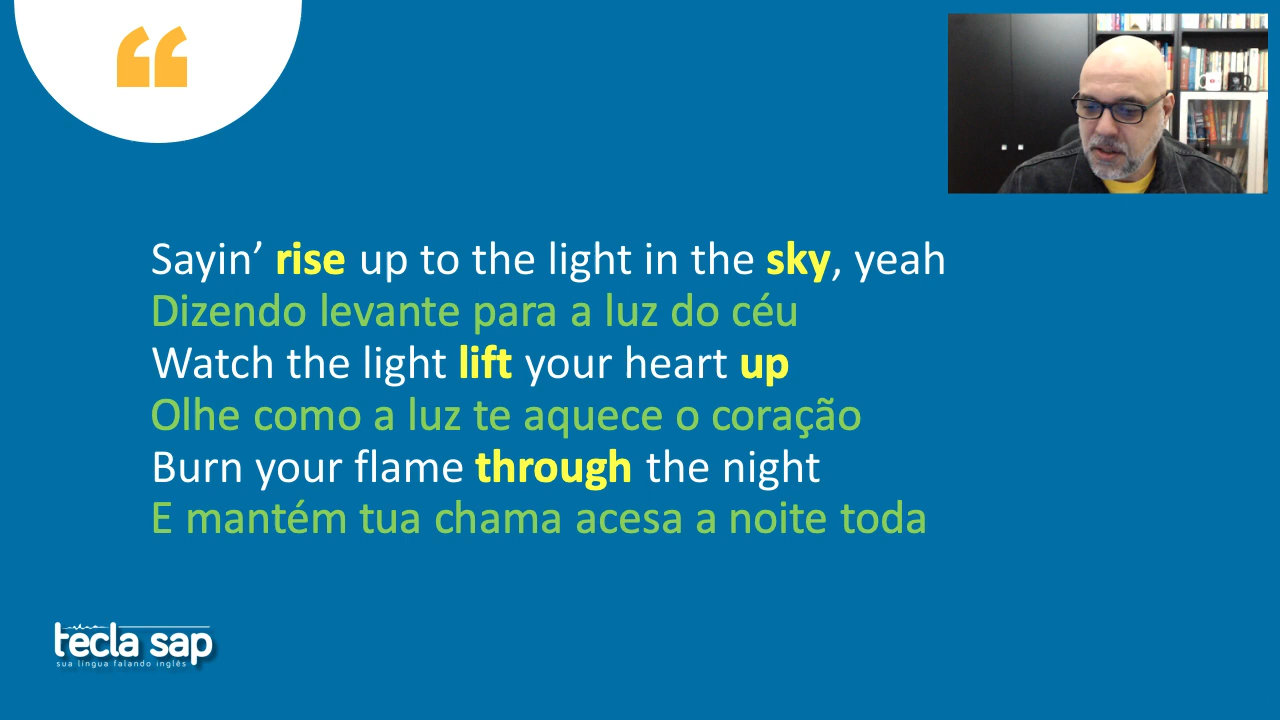 Sayin’ rise up to the light in the sky, yeah
Dizendo levante para a luz do céu
Watch the light lift your heart up
Olhe como a luz te aquece o coração
Burn your flame through the night
E mantém tua chama acesa a noite toda
tecla sap
sua língua falando inglês